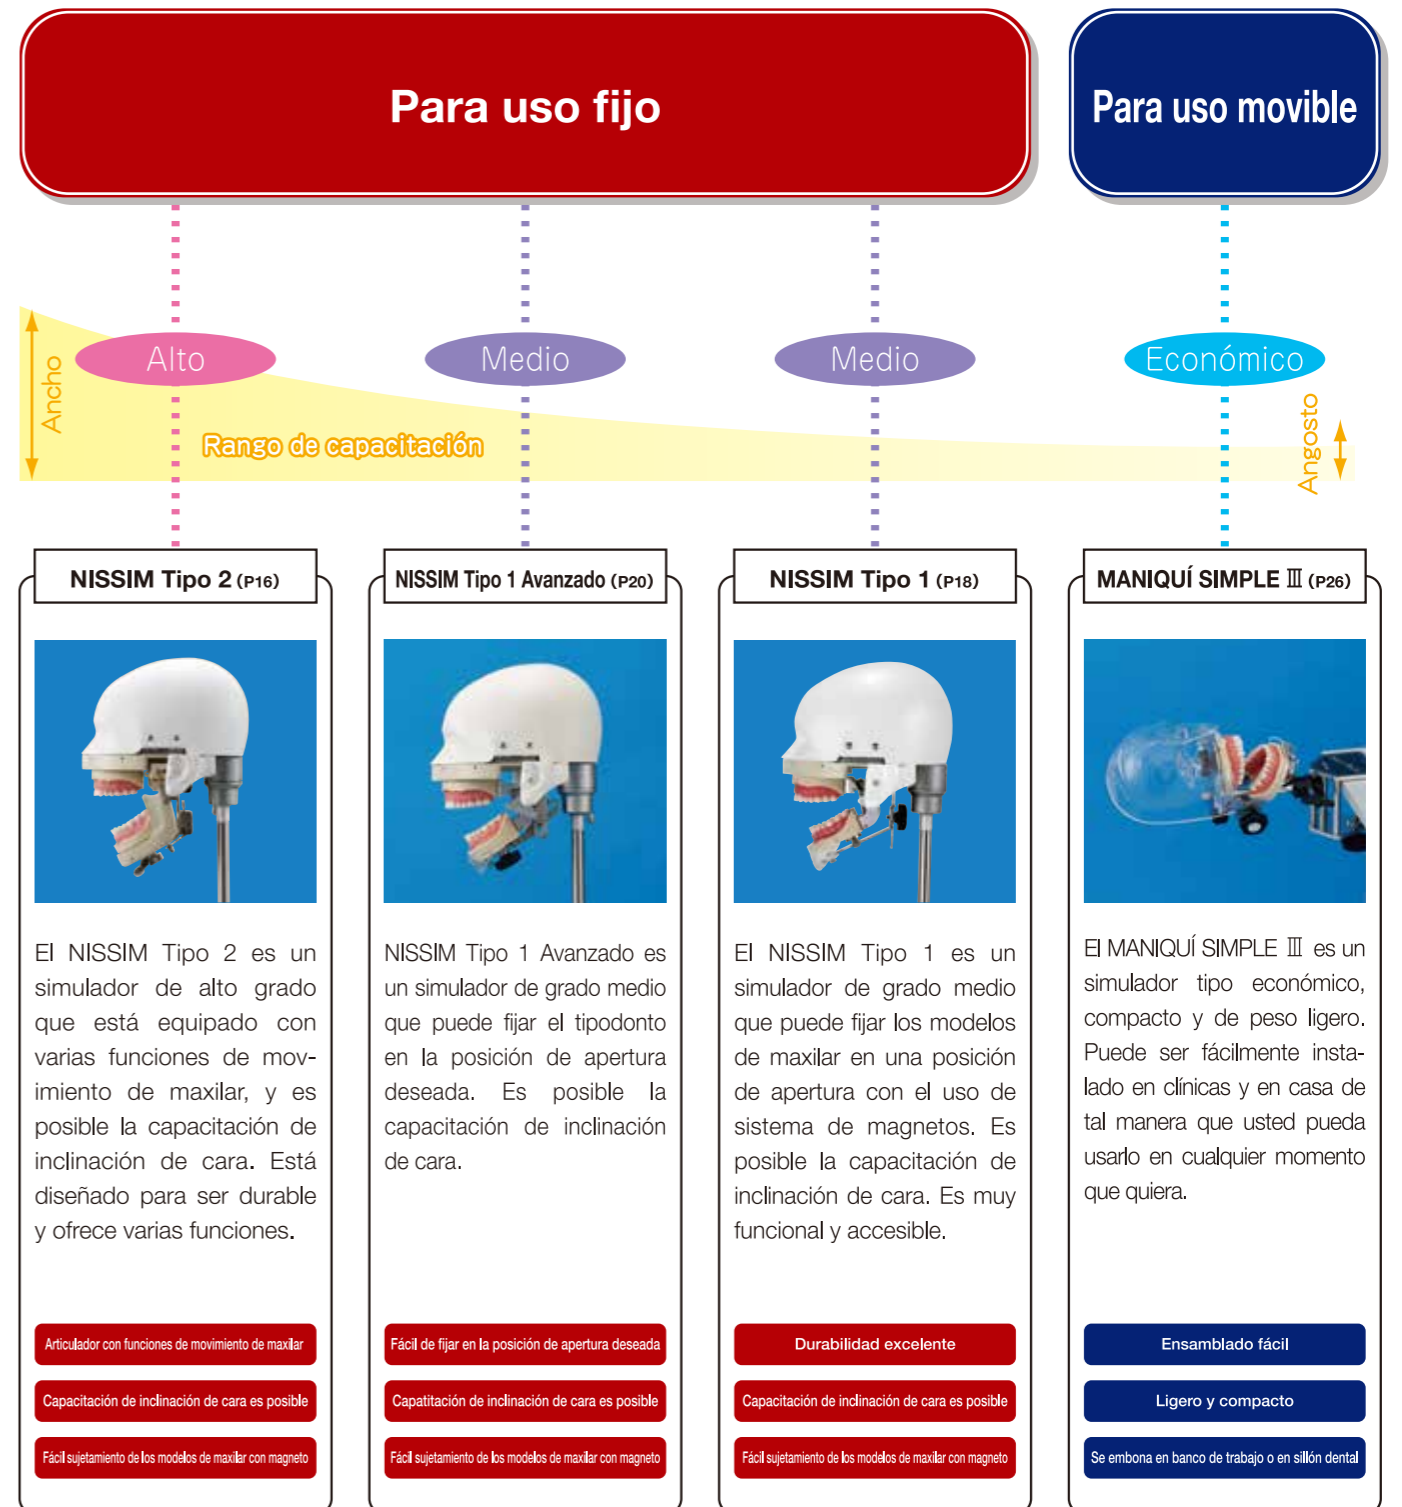 Para uso fijo
Para uso movible
Alto
Medio
Medio
Económico
Ancho
Rango de capacitación
Angosto
NISSIM Tipo 2 (P16)
El NISSIM Tipo 2 es un
simulador de alto grado
que está equipado con
varias funciones de mov-
imiento de maxilar, y es
posible la capacitación de
inclinación de cara. Está
diseñado para ser durable
y ofrece varias funciones.
Articulador con funciones de movimiento de maxilar
Capacitación de inclinación de cara es posible
Fácil sujetamiento de los modelos de maxilar con magneto
NISSIM Tipo 1 Avanzado (P20)
NISSIM Tipo 1 Avanzado es
un simulador de grado medio
que puede fijar el tipodonto
en la posición de apertura
deseada. Es posible la
capacitación de inclinación
de cara.
Fácil de fijar en la posición de apertura deseada
Capatitación de inclinación de cara es posible
Fácil sujetamiento de los modelos de maxilar con magneto
NISSIM Tipo 1 (P18)
El NISSIM Tipo 1 es un
simulador de grado medio
que puede fijar los modelos
de maxilar en una posición
de apertura con el uso de
sistema de magnetos. Es
posible la capacitación de
inclinación de cara. Es muy
funcional y accesible.
Durabilidad excelente
Capacitación de inclinación de cara es posible
Fácil sujetamiento de los modelos de maxilar con magneto
MANIQUÍ SIMPLE Ⅲ (P26)
El MANIQUÍ SIMPLE Ⅲ es un
simulador tipo económico,
compacto y de peso ligero.
Puede ser fácilmente insta-
lado en clínicas y en casa de
tal manera que usted pueda
usarlo en cualquier momento
que quiera.
Ensamblado fácil
Ligero y compacto
Se embona en banco de trabajo o en sillón dental